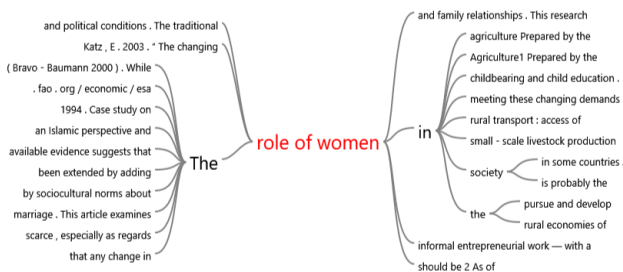 and political conditions . The traditional
Katz , E . 2003 . " The changing
( Bravo - Baumann 2000 ) . While
. fao . org / economic / esa
1994 . Case study on
an Islamic perspective and
available evidence suggests that
been extended by adding
by sociocultural norms about
marriage . This article examines
scarce , especially as regards
that any change in
The
role of women
and family relationships . This research
in
agriculture Prepared by the
Agriculture1 Prepared by the
childbearing and child education .
meeting these changing demands
rural transport : access of
small - scale livestock production
society
in some countries
is probably the
the
pursue and develop
rural economies of
informal entrepreneurial work — with a
should be 2 As of